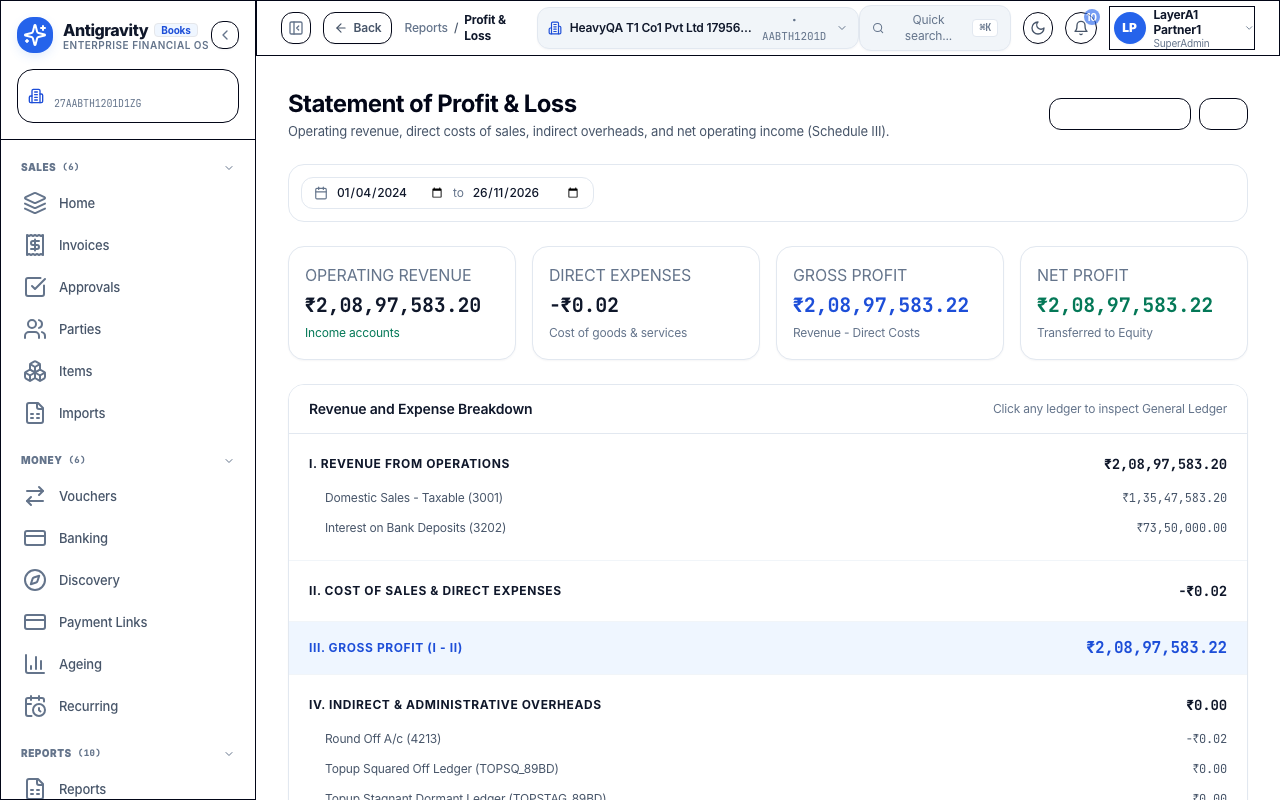 Antigravity Books
ENTERPRISE FINANCIAL OS
27AABTH1201D1ZG
SALES (6)
Home
Invoices
Approvals
Parties
Items
Imports
MONEY (6)
Vouchers
Banking
Discovery
Payment Links
Ageing
Recurring
REPORTS (10)
Reports
Back
Reports / Profit & Loss
HeavyQA T1 Co1 Pvt Ltd 17956... · AABTH1201D
Quick search... ⌘K
LP
LayerA1 Partner1
SuperAdmin
Statement of Profit & Loss
Operating revenue, direct costs of sales, indirect overheads, and net operating income (Schedule III).
01/04/2024 to 26/11/2026
OPERATING REVENUE
₹2,08,97,583.20
Income accounts
DIRECT EXPENSES
-₹0.02
Cost of goods & services
GROSS PROFIT
₹2,08,97,583.22
Revenue - Direct Costs
NET PROFIT
₹2,08,97,583.22
Transferred to Equity
Revenue and Expense Breakdown Click any ledger to inspect General Ledger
I. REVENUE FROM OPERATIONS ₹2,08,97,583.20
Domestic Sales - Taxable (3001) ₹1,35,47,583.20
Interest on Bank Deposits (3202) ₹73,50,000.00
II. COST OF SALES & DIRECT EXPENSES -₹0.02
III. GROSS PROFIT (I - II) ₹2,08,97,583.22
IV. INDIRECT & ADMINISTRATIVE OVERHEADS ₹0.00
Round Off A/c (4213) -₹0.02
Topup Squared Off Ledger (TOPSQ_89BD) ₹0.00
Topup Stagnant Dormant Ledger (TOPSTAG_89BD) ₹0.00